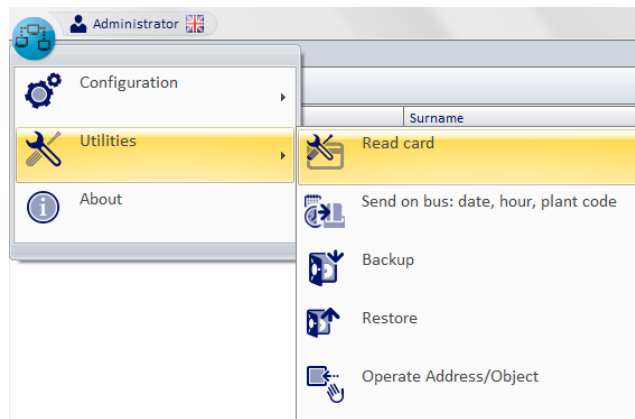 Administrator
Configuration
Surname
Utilities
Read card
About
Send on bus: date, hour, plant code
Backup
Restore
Operate Address/Object